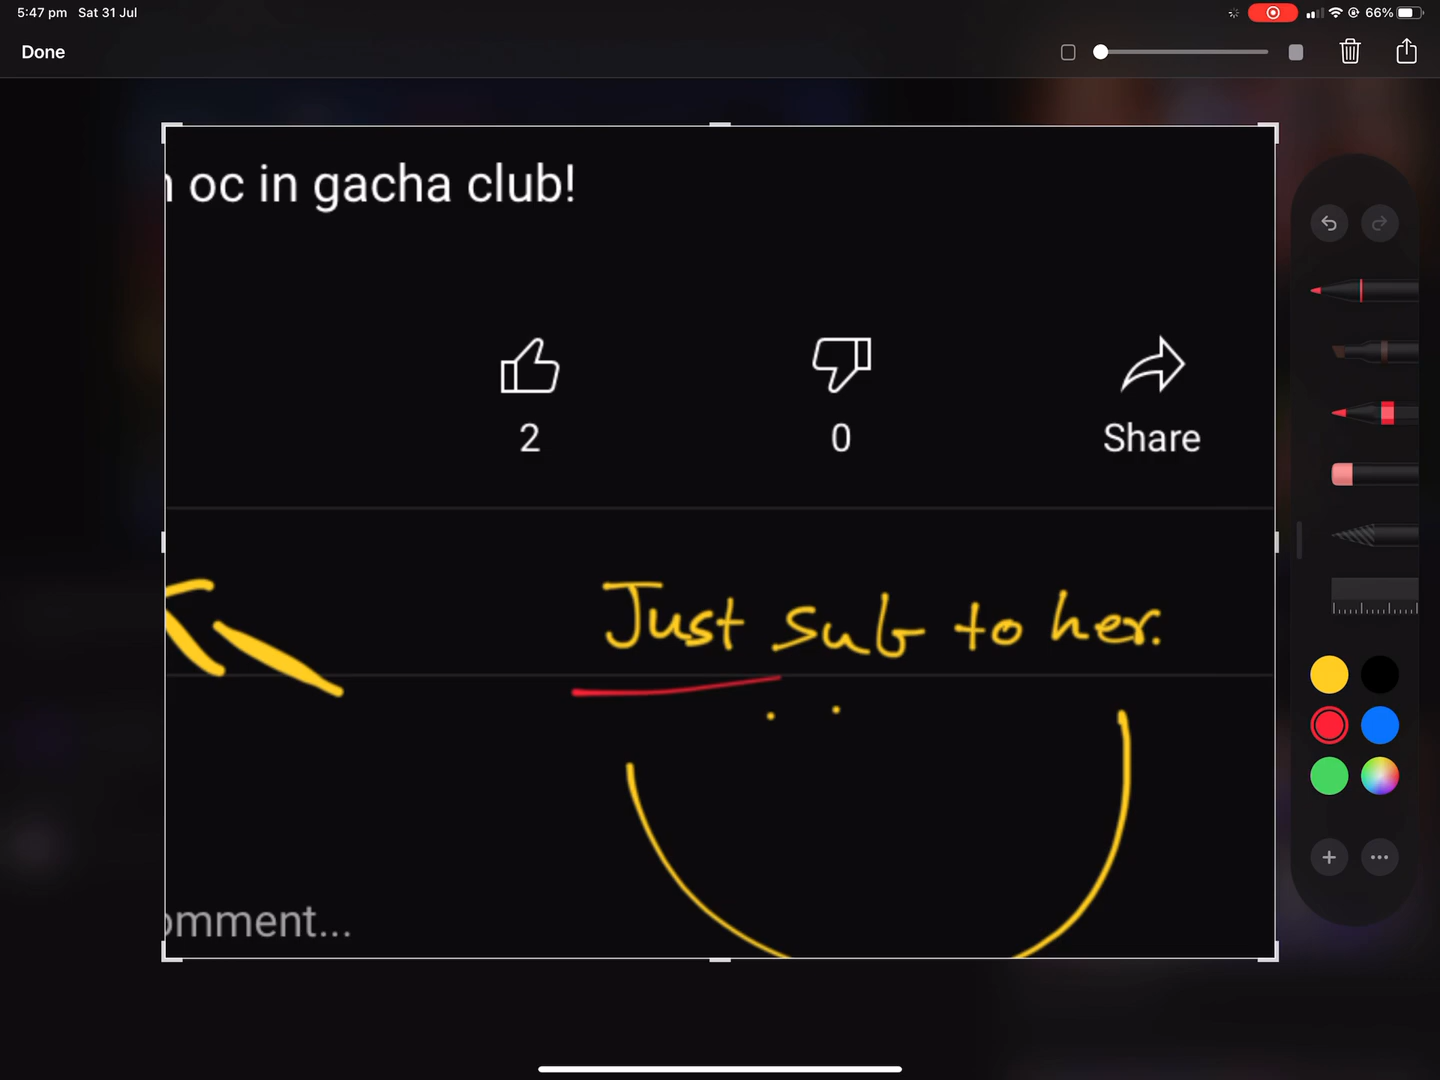 5:47 pm Sat 31 Jul
66%
Done
oc in gacha club!
2
0
Share
Just sub to her.
omment...